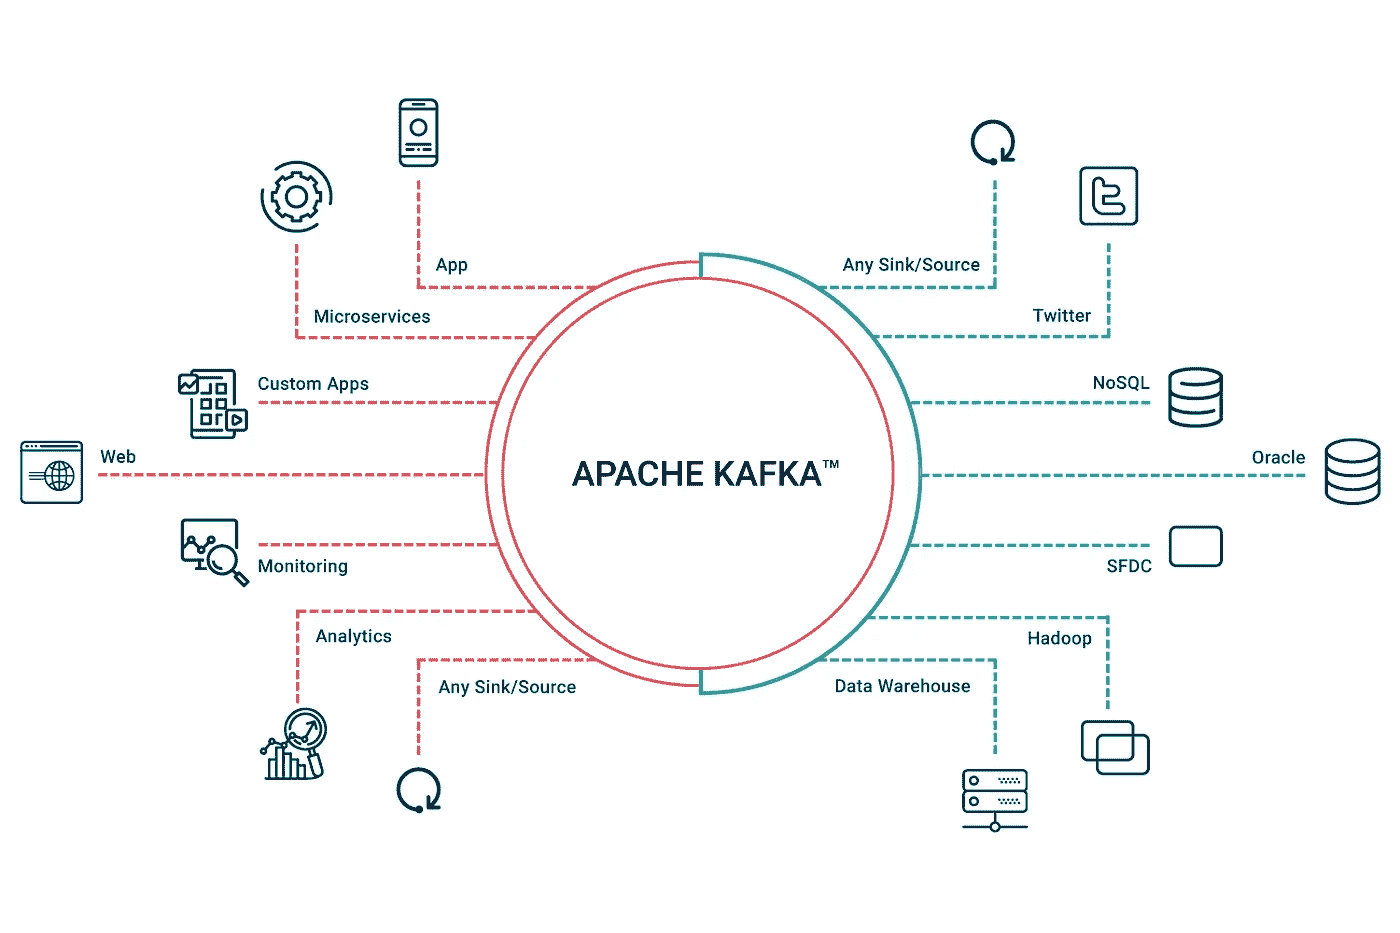 App
Any Sink/Source
Microservices
Twitter
Custom Apps
NoSQL
Web
Oracle
APACHE KAFKA™
Monitoring
SFDC
Analytics
Hadoop
Any Sink/Source
Data Warehouse